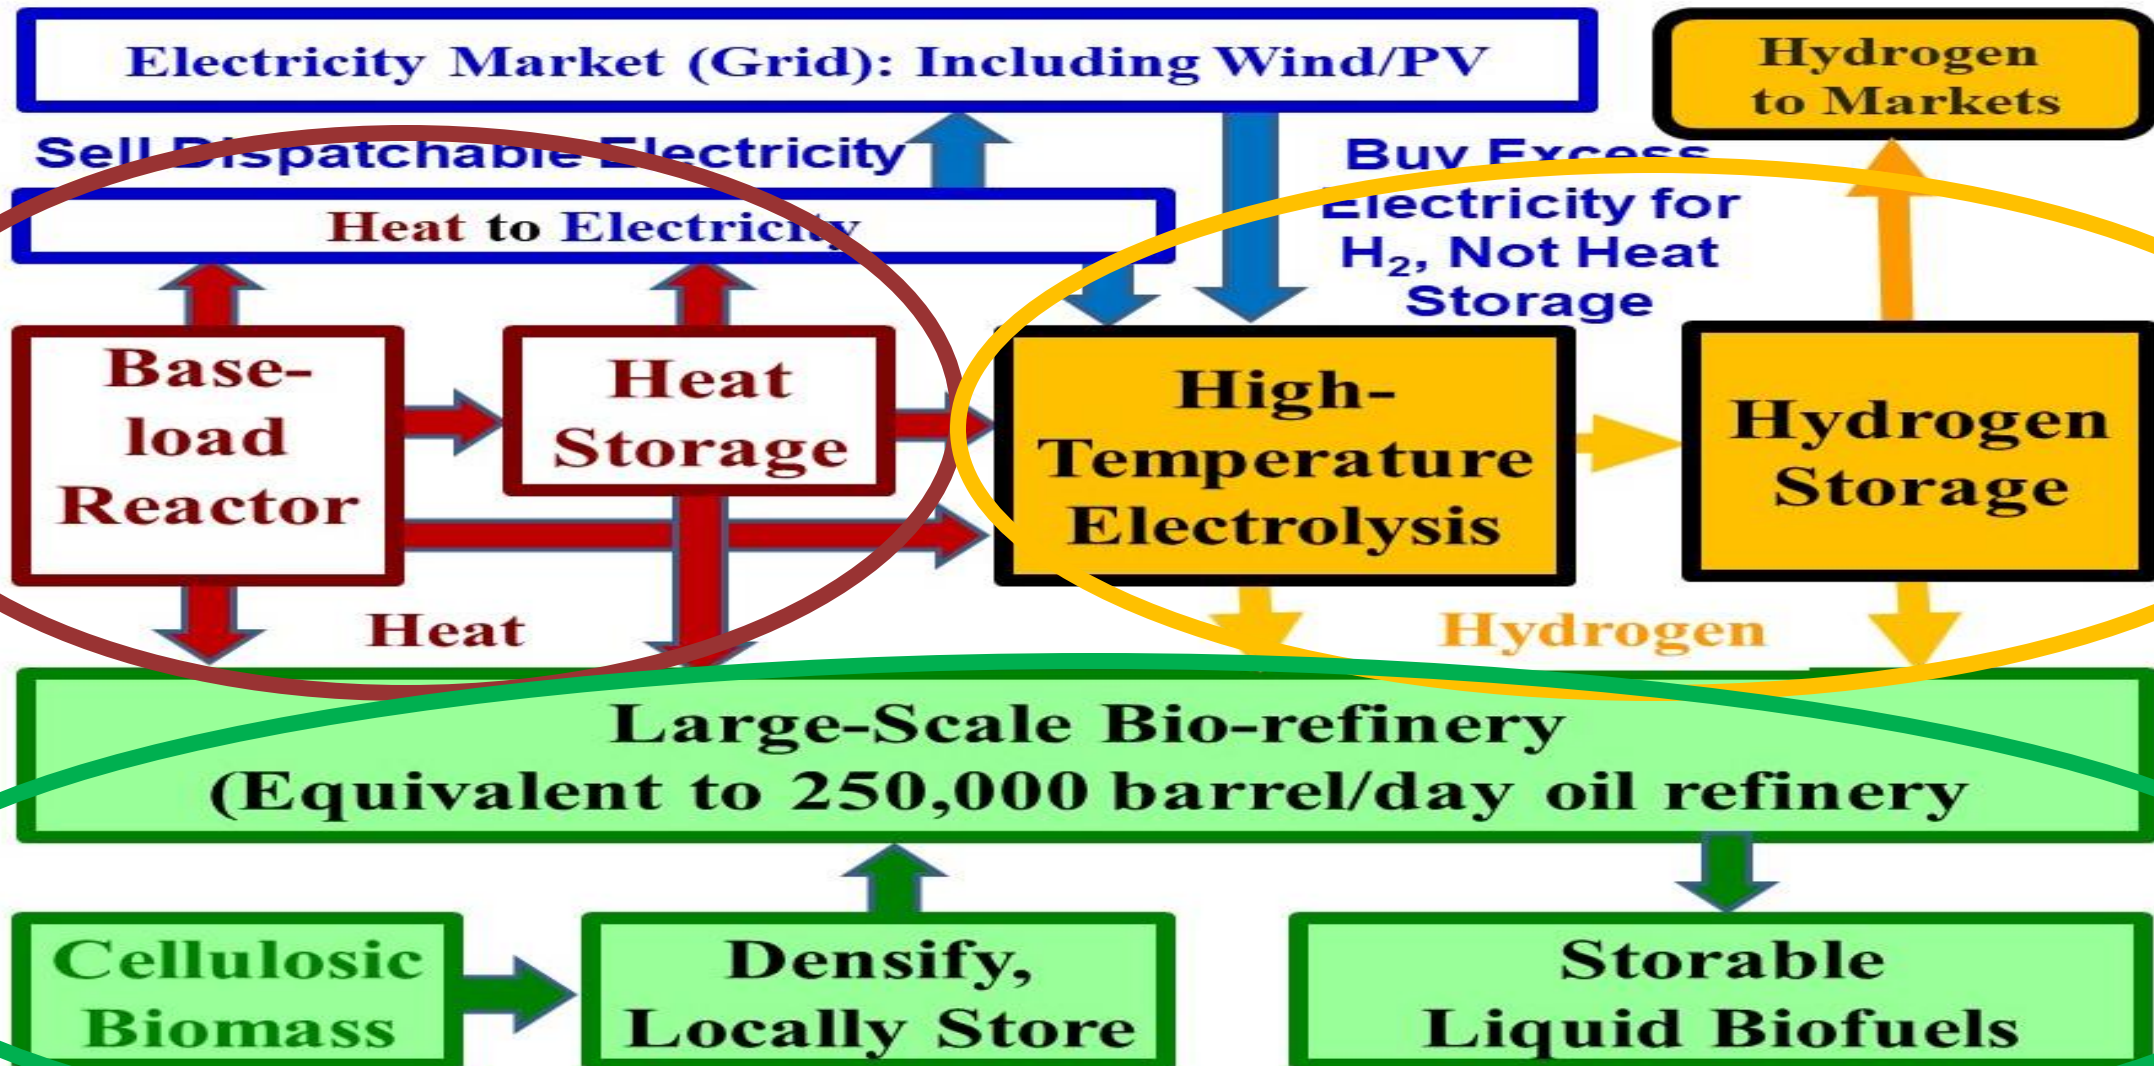 Electricity Market (Grid): Including Wind/PV
Hydrogen
to Markets
Sell Dispatchable Electricity
Buy Excess
Electricity for
H₂, Not Heat
Storage
Heat to Electricity
Base-
load
Reactor
Heat
Storage
High-
Temperature
Electrolysis
Hydrogen
Storage
Heat
Hydrogen
Large-Scale Bio-refinery
(Equivalent to 250,000 barrel/day oil refinery
Cellulosic
Biomass
Densify,
Locally Store
Storable
Liquid Biofuels